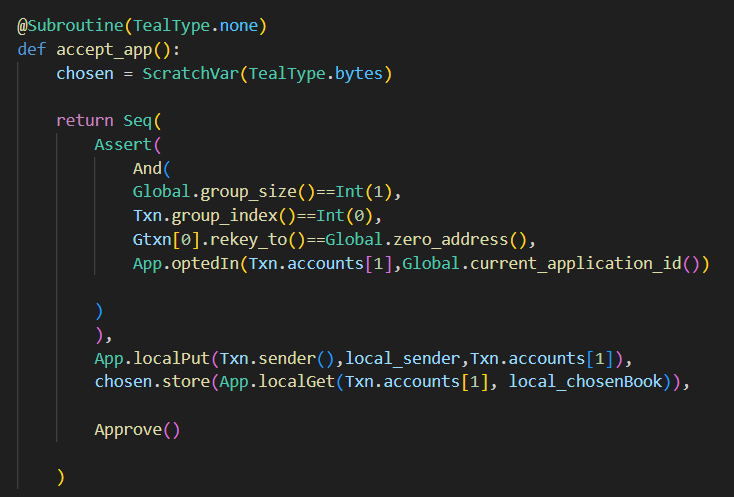 @Subroutine(TealType.none)
def accept_app():
    chosen = ScratchVar(TealType.bytes)

    return Seq(
        Assert(
            And(
            Global.group_size()==Int(1),
            Txn.group_index()==Int(0),
            Gtxn[0].rekey_to()==Global.zero_address(),
            App.optedIn(Txn.accounts[1],Global.current_application_id())

        )
        ),
        App.localPut(Txn.sender(),local_sender,Txn.accounts[1]),
        chosen.store(App.localGet(Txn.accounts[1], local_chosenBook)),

        Approve()

    )